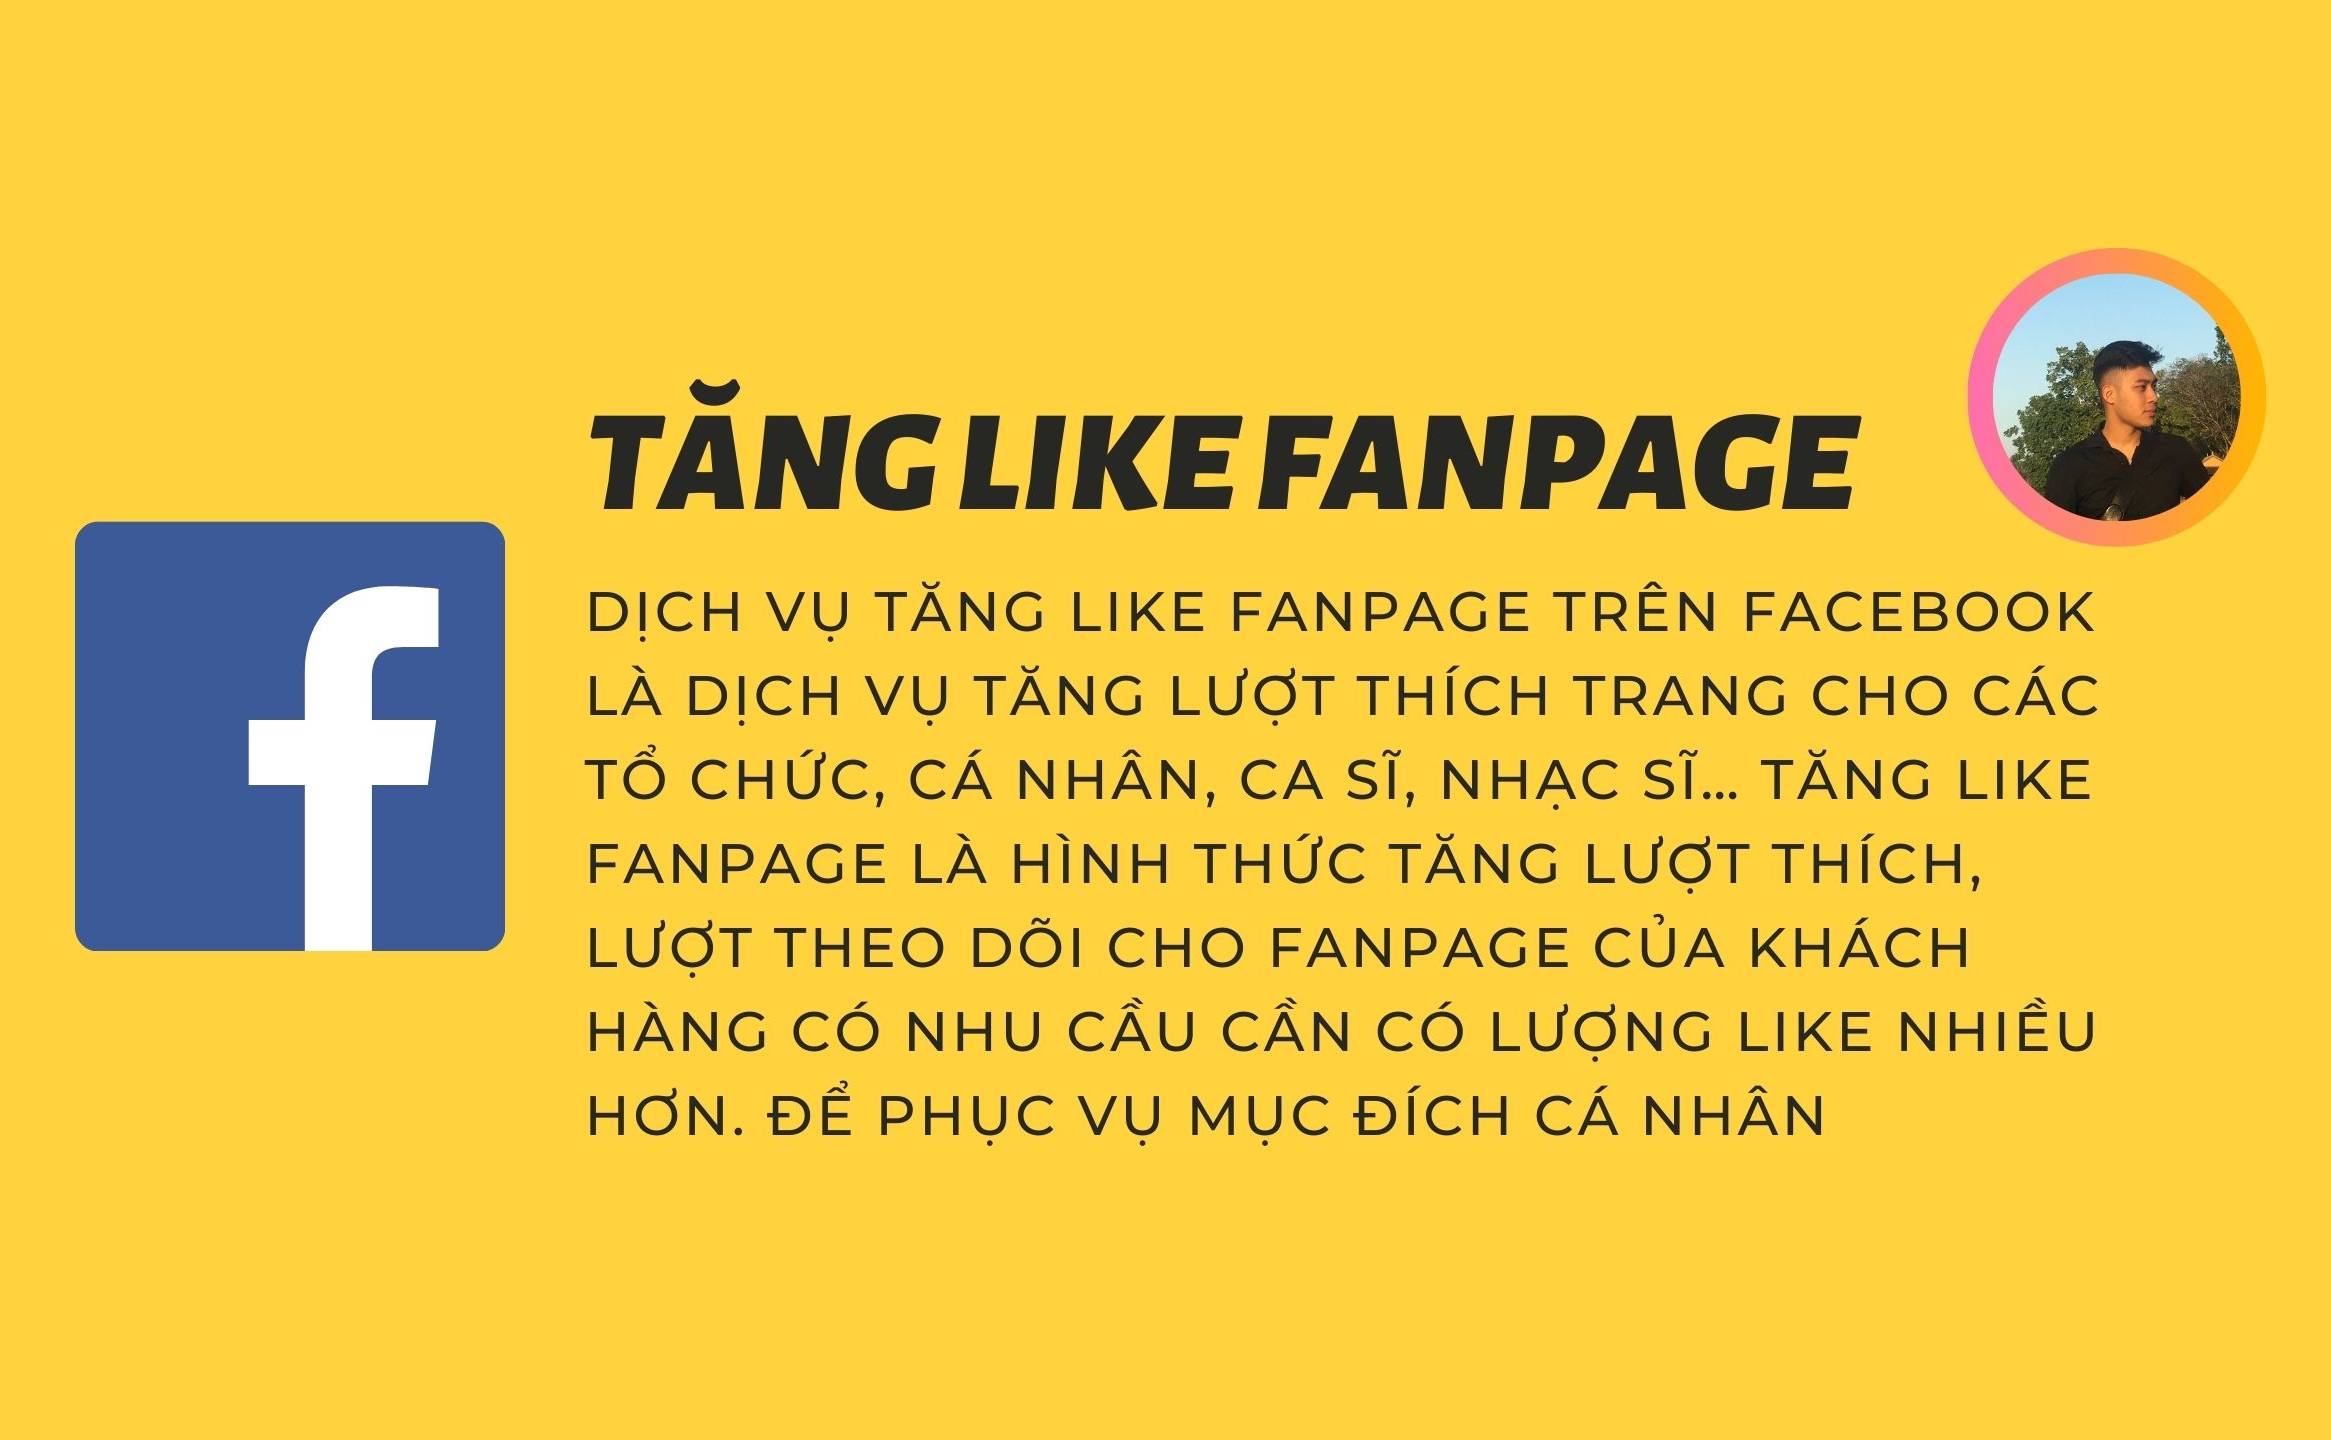 TĂNG LIKE FANPAGE
DỊCH VỤ TĂNG LIKE FANPAGE TRÊN FACEBOOK
LÀ DỊCH VỤ TĂNG LƯỢT THÍCH TRANG CHO CÁC
TỔ CHỨC, CÁ NHÂN, CA SĨ, NHẠC SĨ... TĂNG LIKE
FANPAGE LÀ HÌNH THỨC TĂNG LƯỢT THÍCH,
LƯỢT THEO DÕI CHO FANPAGE CỦA KHÁCH
HÀNG CÓ NHU CẦU CẦN CÓ LƯỢNG LIKE NHIỀU
HƠN. ĐỂ PHỤC VỤ MỤC ĐÍCH CÁ NHÂN